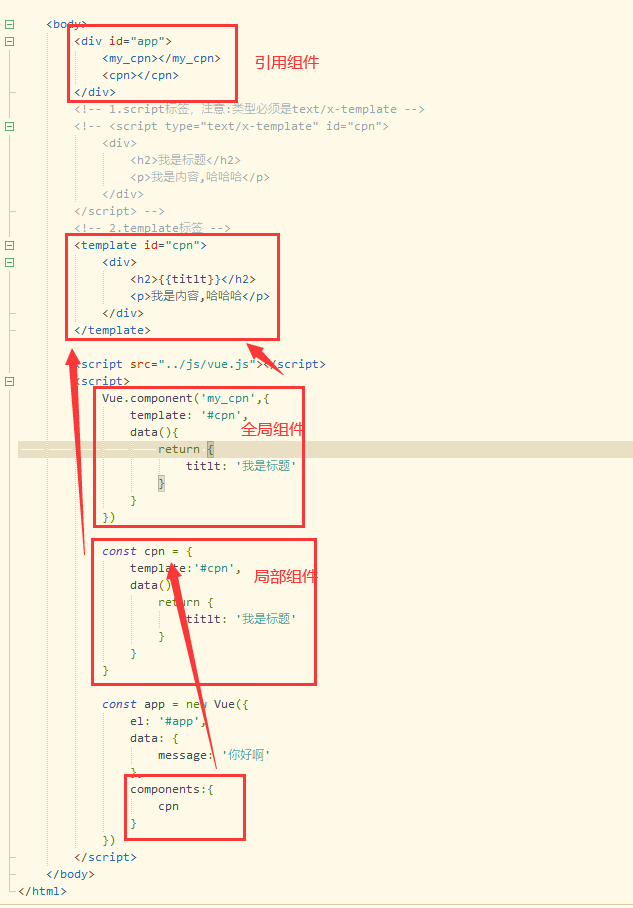 <body>
<div id="app">
<my_cpn></my_cpn>
引用组件
<cpn></cpn>
</div>
<!-- 1.script标签，注意:类型必须是text/x-template -->
<!-- <script type="text/x-template" id="cpn">
<div>
<h2>我是标题</h2>
<p>我是内容,哈哈哈</p>
</div>
</script> -->
<!-- 2.template标签 -->
<template id="cpn">
<div>
<h2>{{titlt}}</h2>
<p>我是内容,哈哈哈</p>
</div>
</template>
<script src="../js/vue.js"></script>
<script>
Vue.component('my_cpn',{
template: '#cpn',
全局组件
data(){
return {
titlt: '我是标题'
}
}
})
const cpn = {
template:'#cpn',
局部组件
data()
return {
titlt: '我是标题'
}
}
}
const app = new Vue({
el: '#app',
data: {
message: '你好啊'
},
components:{
cpn
}
})
</script>
</body>
</html>